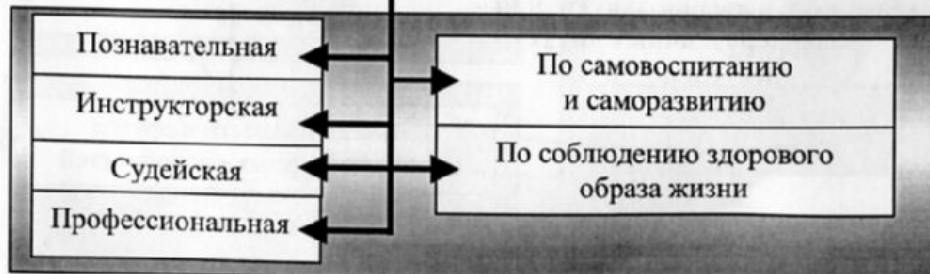 Познавательная
Инструкторская
Судейская
Профессиональная
По самовоспитанию
и саморазвитию
По соблюдению здорового
образа жизни